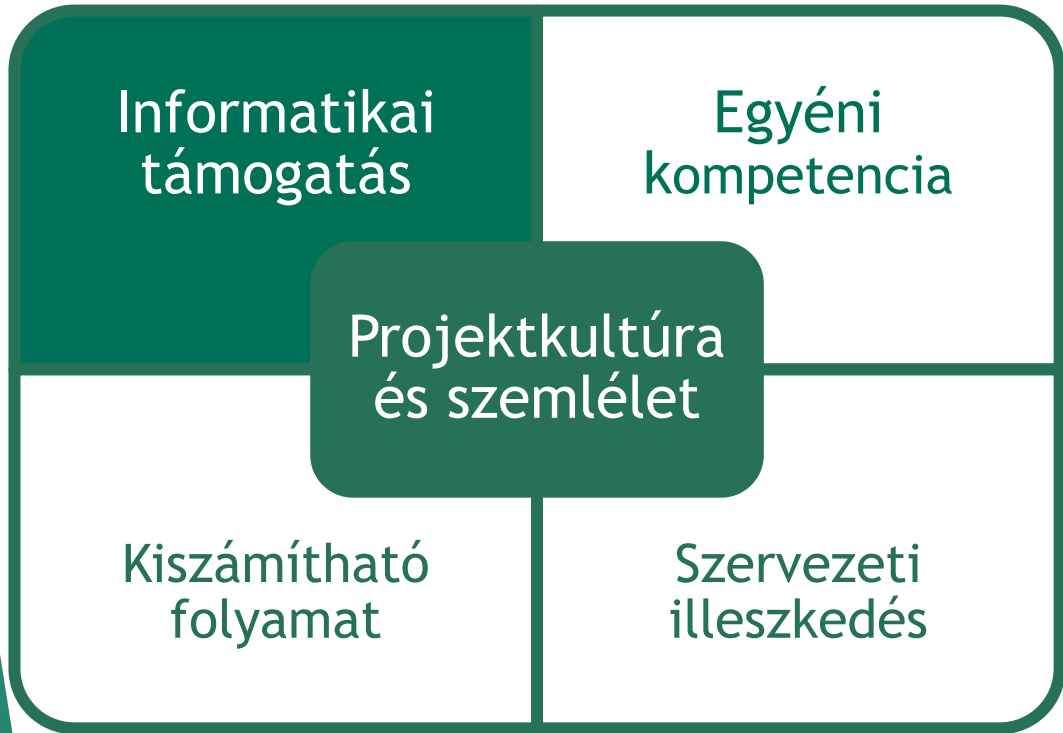 Informatikai
támogatás
Egyéni
kompetencia
Projektkultúra
és szemlélet
Kiszámítható
folyamat
Szervezeti
illeszkedés